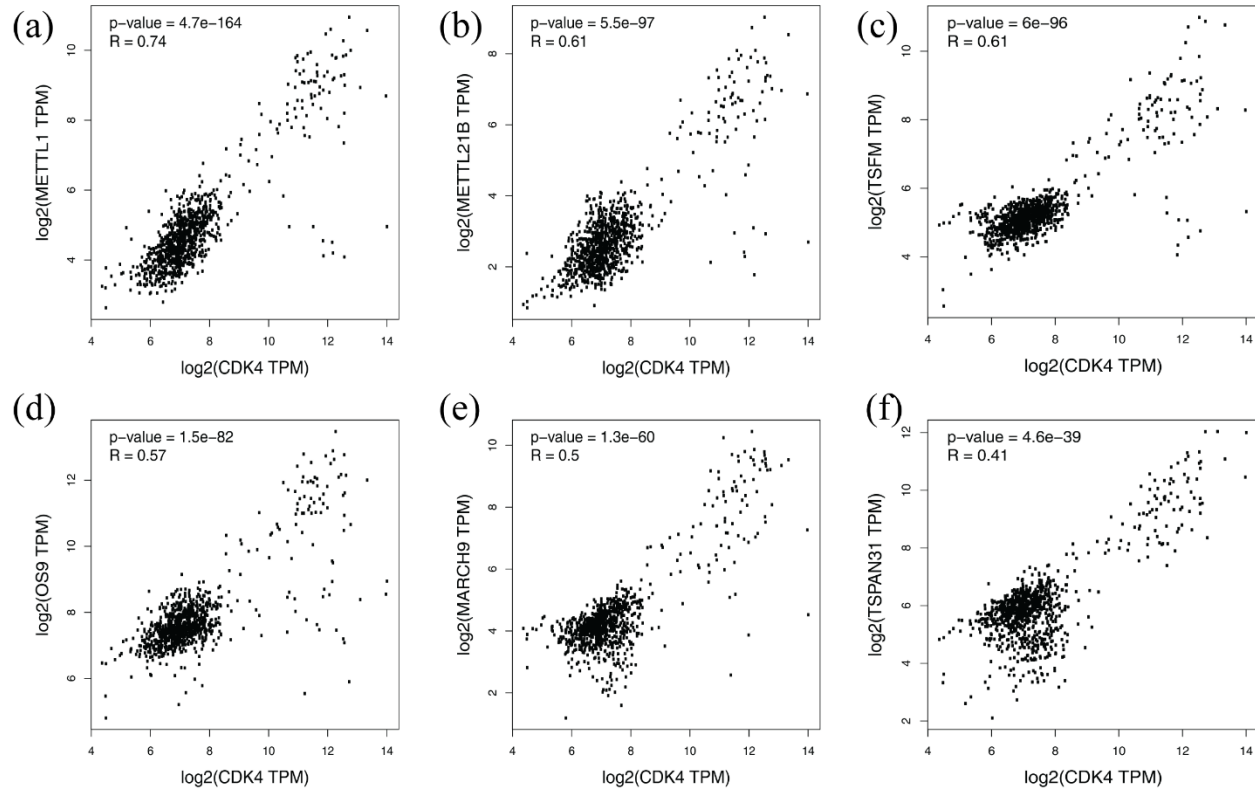 (a)
p-value = 4.7e-164
R = 0.74
log2(METTL1 TPM)
10
8
6
4
4 6 8 10 12 14
log2(CDK4 TPM)
(b)
p-value = 5.5e-97
R = 0.61
log2(METTL21B TPM)
8
6
4
2
4 6 8 10 12 14
log2(CDK4 TPM)
(c)
p-value = 6e-96
R = 0.61
log2(TSFM TPM)
10
8
6
4
4 6 8 10 12 14
log2(CDK4 TPM)
(d)
p-value = 1.5e-82
R = 0.57
log2(OS9 TPM)
12
10
8
6
4 6 8 10 12 14
log2(CDK4 TPM)
(e)
p-value = 1.3e-60
R = 0.5
log2(MARCH9 TPM)
10
8
6
4
2
4 6 8 10 12 14
log2(CDK4 TPM)
(f)
p-value = 4.6e-39
R = 0.41
log2(TSPAN31 TPM)
12
10
8
6
4
2
4 6 8 10 12 14
log2(CDK4 TPM)